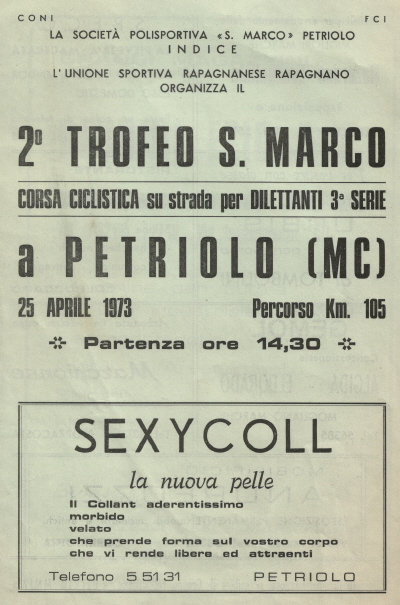 CONI FCI
LA SOCIETÀ POLISPORTIVA «S. MARCO» PETRIOLO
INDICE
L'UNIONE SPORTIVA RAPAGNANESE RAPAGNANO
ORGANIZZA IL
2º TROFEO S. MARCO
CORSA CICLISTICA su strada per DILETTANTI 3ª SERIE
a PETRIOLO (MC)
25 APRILE 1973 Percorso Km. 105
Partenza ore 14,30
SEXYCOLL
la nuova pelle
Il Collant aderentissimo
morbido
velato
che prende forma sul vostro corpo
che vi rende libere ed attraenti
Telefono 5 51 31 PETRIOLO